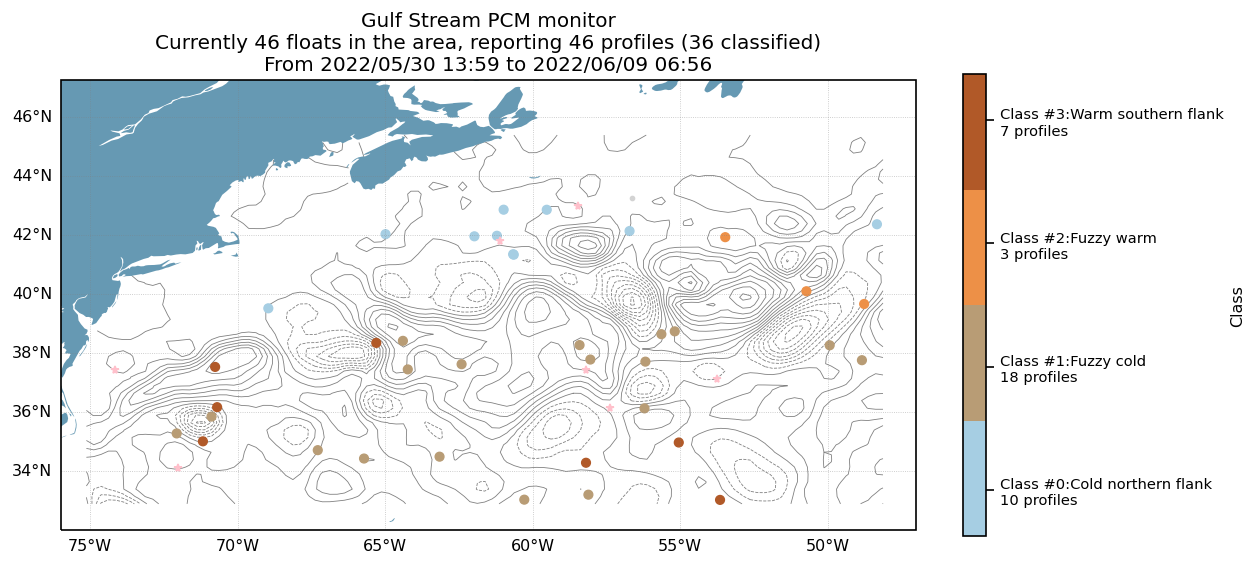 Gulf Stream PCM monitor
Currently 46 floats in the area, reporting 46 profiles (36 classified)
From 2022/05/30 13:59 to 2022/06/09 06:56
46°N
44°N
42°N
40°N
38°N
36°N
34°N
75°W
70°W
65°W
60°W
55°W
50°W
Class #3:Warm southern flank
7 profiles
Class #2:Fuzzy warm
3 profiles
Class #1:Fuzzy cold
18 profiles
Class #0:Cold northern flank
10 profiles
Class